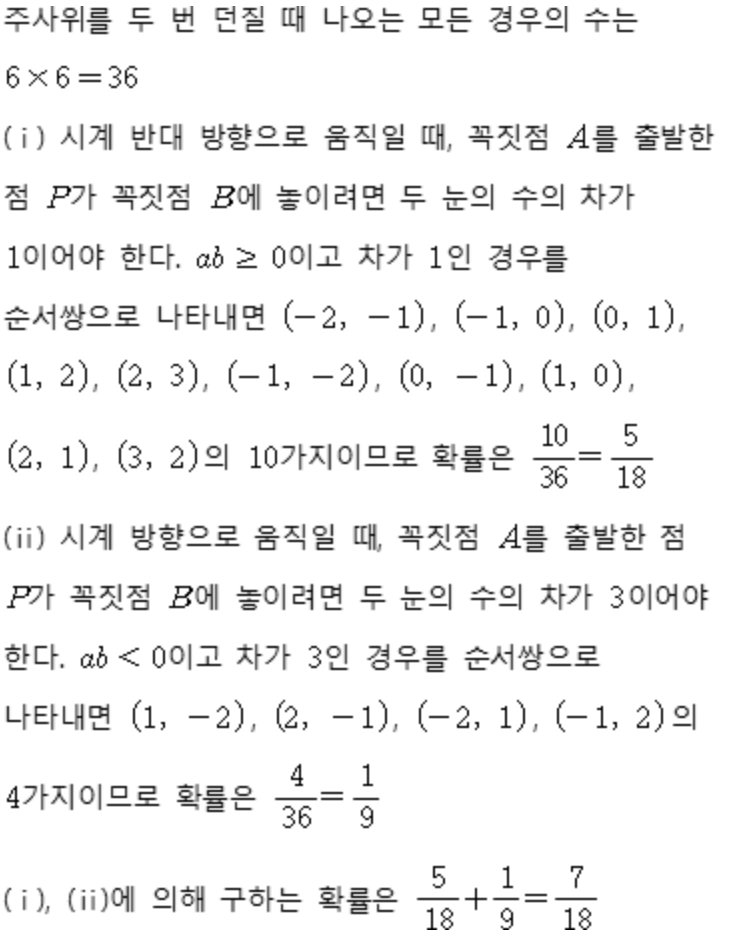 주사위를 두 번 던질 때 나오는 모든 경우의 수는
6×6=36
(ⅰ) 시계 반대 방향으로 움직일 때, 꼭짓점 A를 출발한
점 P가 꼭짓점 B에 놓이려면 두 눈의 수의 차가
1이어야 한다. ab ≥ 0이고 차가 1인 경우를
순서쌍으로 나타내면 (−2, −1), (−1, 0), (0, 1),
(1, 2), (2, 3), (−1, −2), (0, −1), (1, 0),
(2, 1), (3, 2)의 10가지이므로 확률은 10/36=5/18
(ⅱ) 시계 방향으로 움직일 때, 꼭짓점 A를 출발한 점
P가 꼭짓점 B에 놓이려면 두 눈의 수의 차가 3이어야
한다. ab < 0이고 차가 3인 경우를 순서쌍으로
나타내면 (1, −2), (2, −1), (−2, 1), (−1, 2)의
4가지이므로 확률은 4/36=1/9
(ⅰ), (ⅱ)에 의해 구하는 확률은 5/18+1/9=7/18